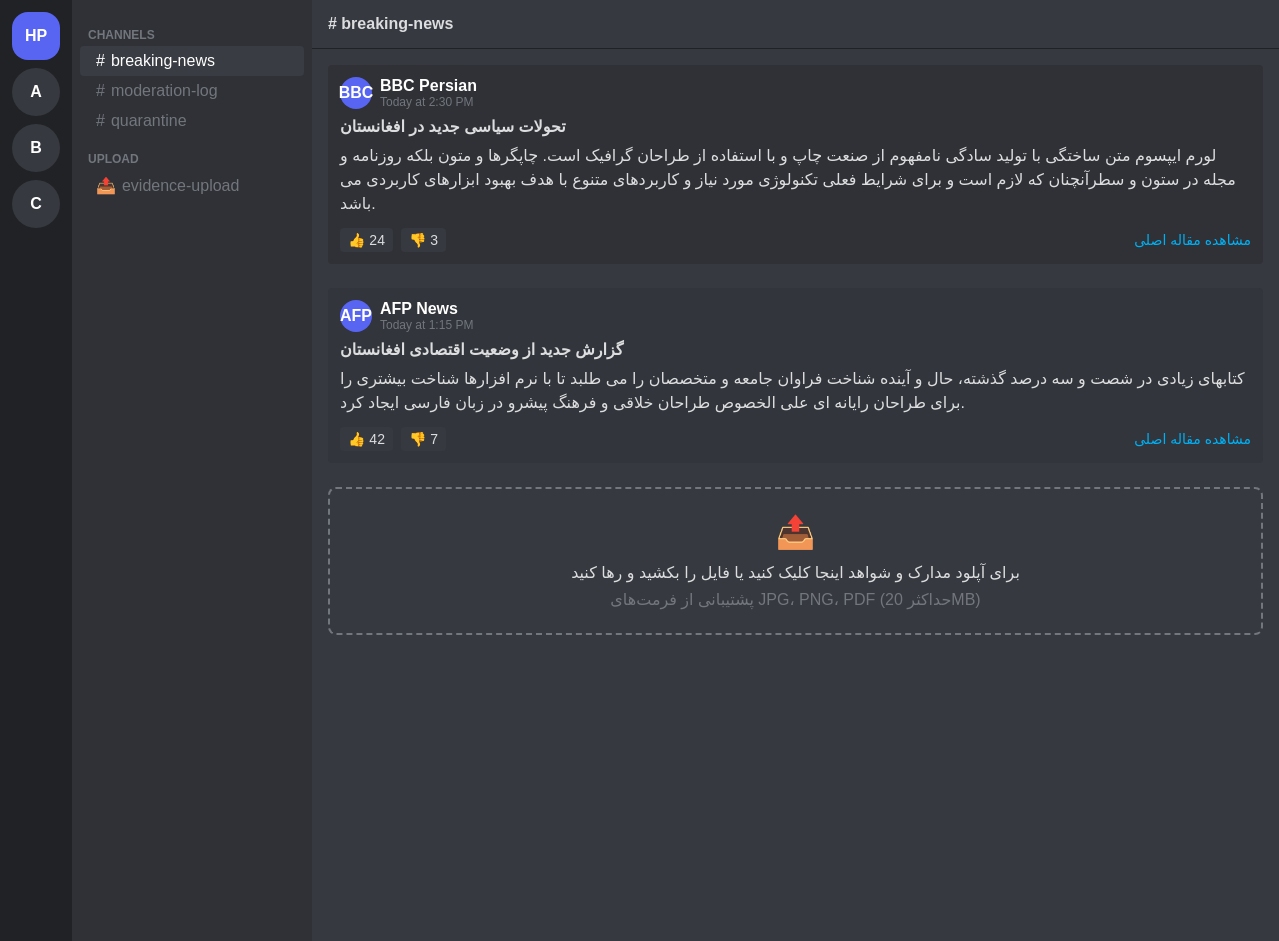 HP
A
B
C
CHANNELS
# breaking-news
# moderation-log
# quarantine
UPLOAD
📤 evidence-upload
# breaking-news
BBC
BBC Persian
Today at 2:30 PM
تحولات سیاسی جدید در افغانستان
لورم ایپسوم متن ساختگی با تولید سادگی نامفهوم از صنعت چاپ و با استفاده از طراحان گرافیک است. چاپگرها و متون بلکه روزنامه و
مجله در ستون و سطرآنچنان که لازم است و برای شرایط فعلی تکنولوژی مورد نیاز و کاربردهای متنوع با هدف بهبود ابزارهای کاربردی می
باشد.
👍 24 👎 3
مشاهده مقاله اصلی
AFP
AFP News
Today at 1:15 PM
گزارش جدید از وضعیت اقتصادی افغانستان
کتابهای زیادی در شصت و سه درصد گذشته، حال و آینده شناخت فراوان جامعه و متخصصان را می طلبد تا با نرم افزارها شناخت بیشتری را
برای طراحان رایانه ای علی الخصوص طراحان خلاقی و فرهنگ پیشرو در زبان فارسی ایجاد کرد.
👍 42 👎 7
مشاهده مقاله اصلی
برای آپلود مدارک و شواهد اینجا کلیک کنید یا فایل را بکشید و رها کنید
پشتیبانی از فرمت‌های JPG، PNG، PDF (حداکثر 20MB)